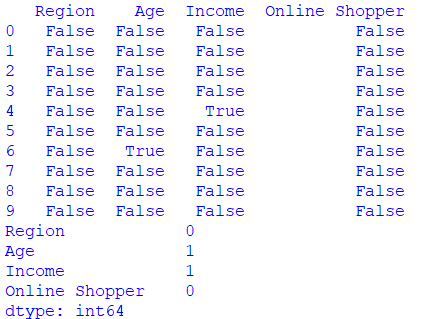 Region Age Income Online Shopper
0 False False False False
1 False False False False
2 False False False False
3 False False False False
4 False False True False
5 False False False False
6 False True False False
7 False False False False
8 False False False False
9 False False False False
Region 0
Age 1
Income 1
Online Shopper 0
dtype: int64